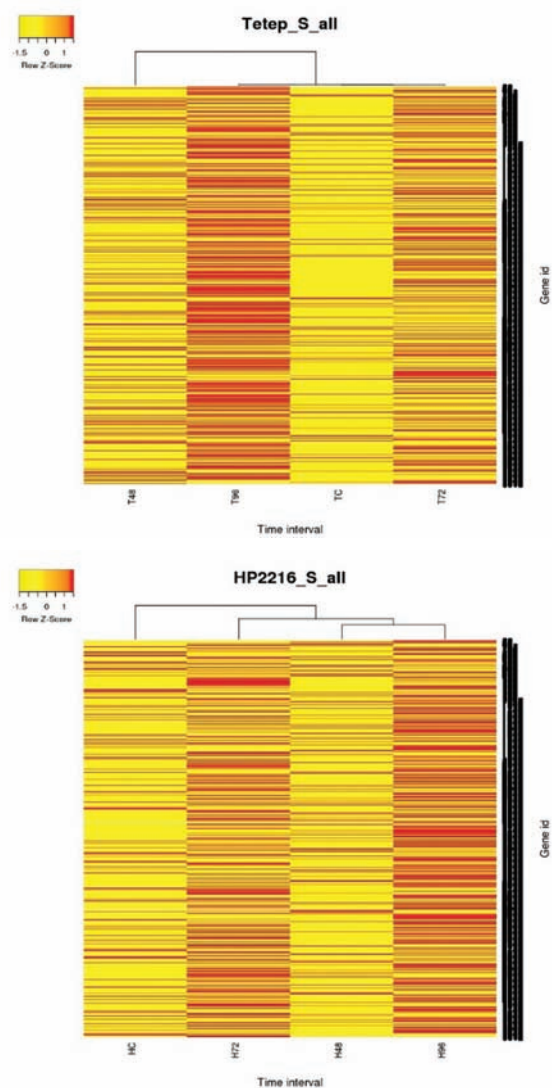 Tetep_S_all
-1.5 0 1
Row Z-Score
Gene id
T48 T96 TC T72
Time interval
HP2216_S_all
-1.5 0 1
Row Z-Score
Gene id
HC H72 H48 H96
Time interval